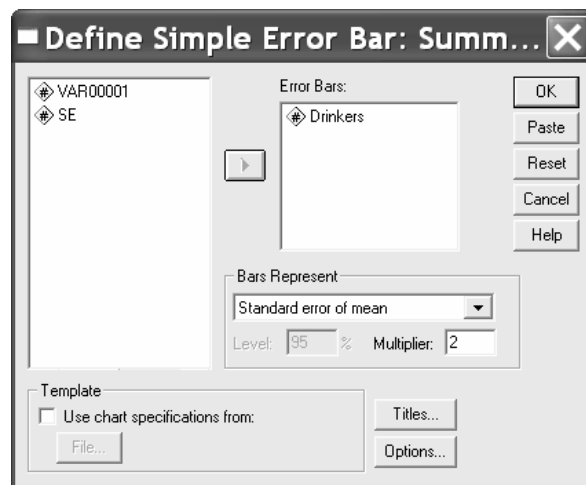 Define Simple Error Bar: Summ...
VAR00001
SE
Error Bars:
Drinkers
OK
Paste
Reset
Cancel
Help
Bars Represent
Standard error of mean
Level: 95 % Multiplier: 2
Template
Use chart specifications from:
File...
Titles...
Options...